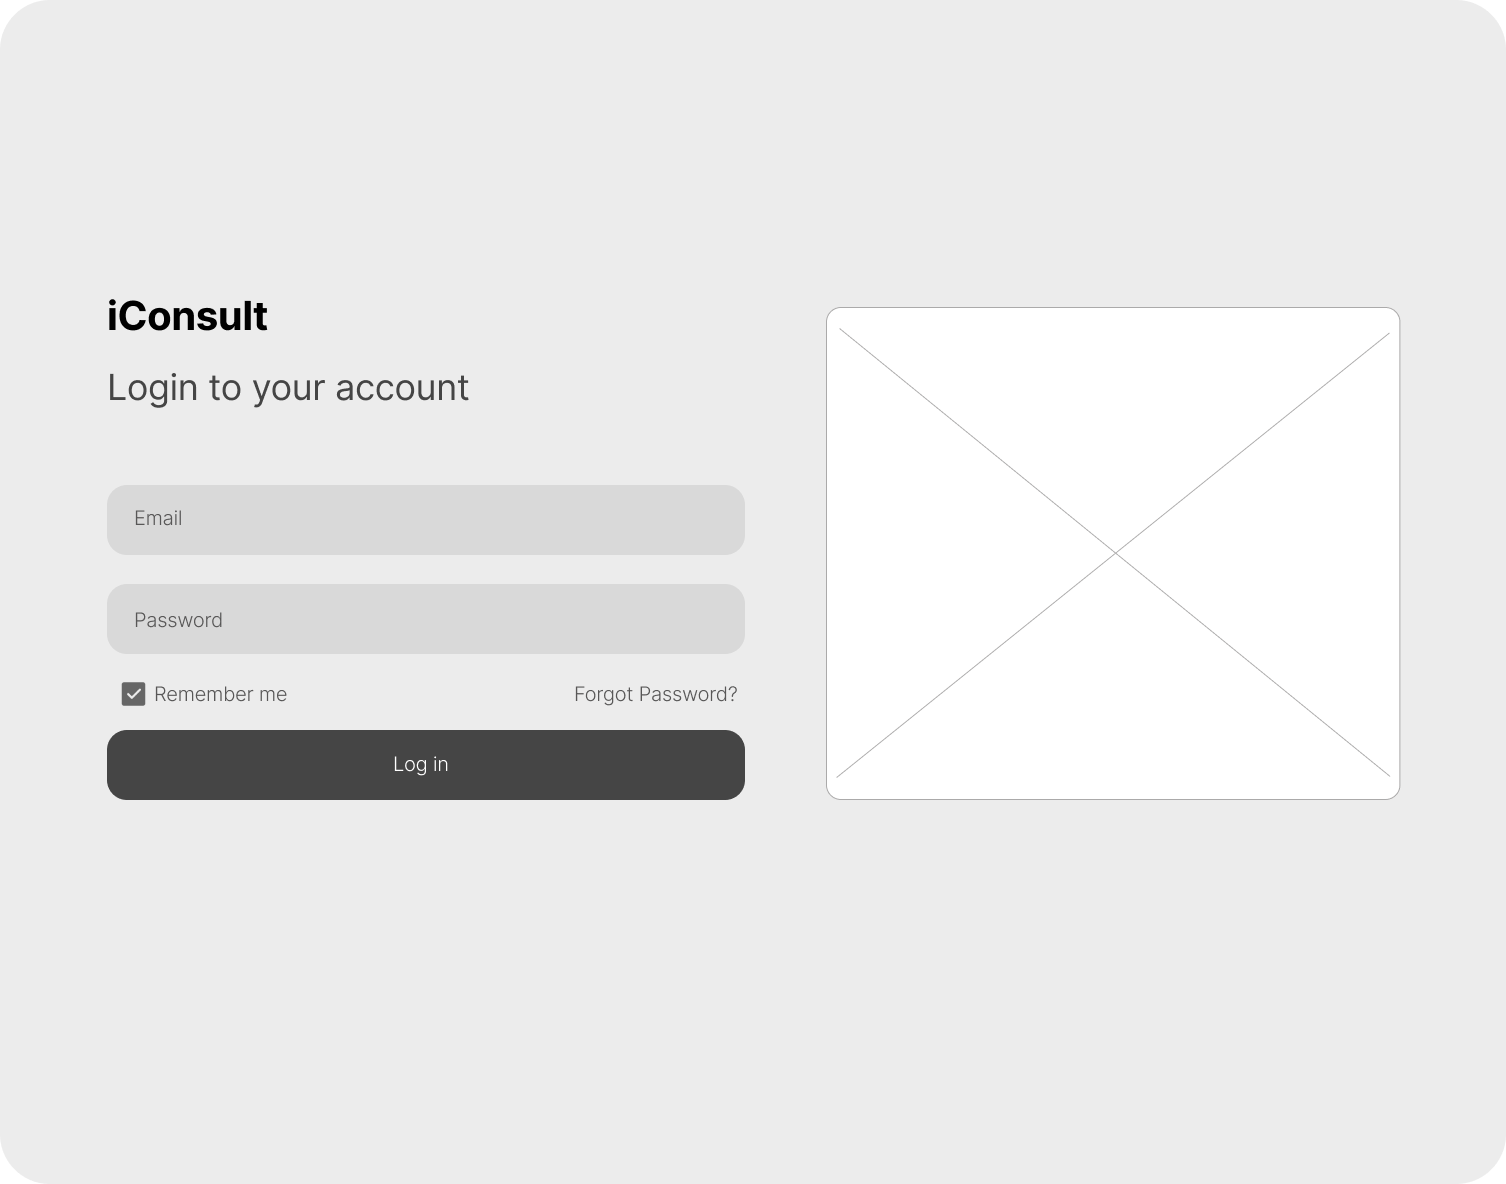 iConsult
Login to your account
Email
Password
Remember me
Forgot Password?
Log in